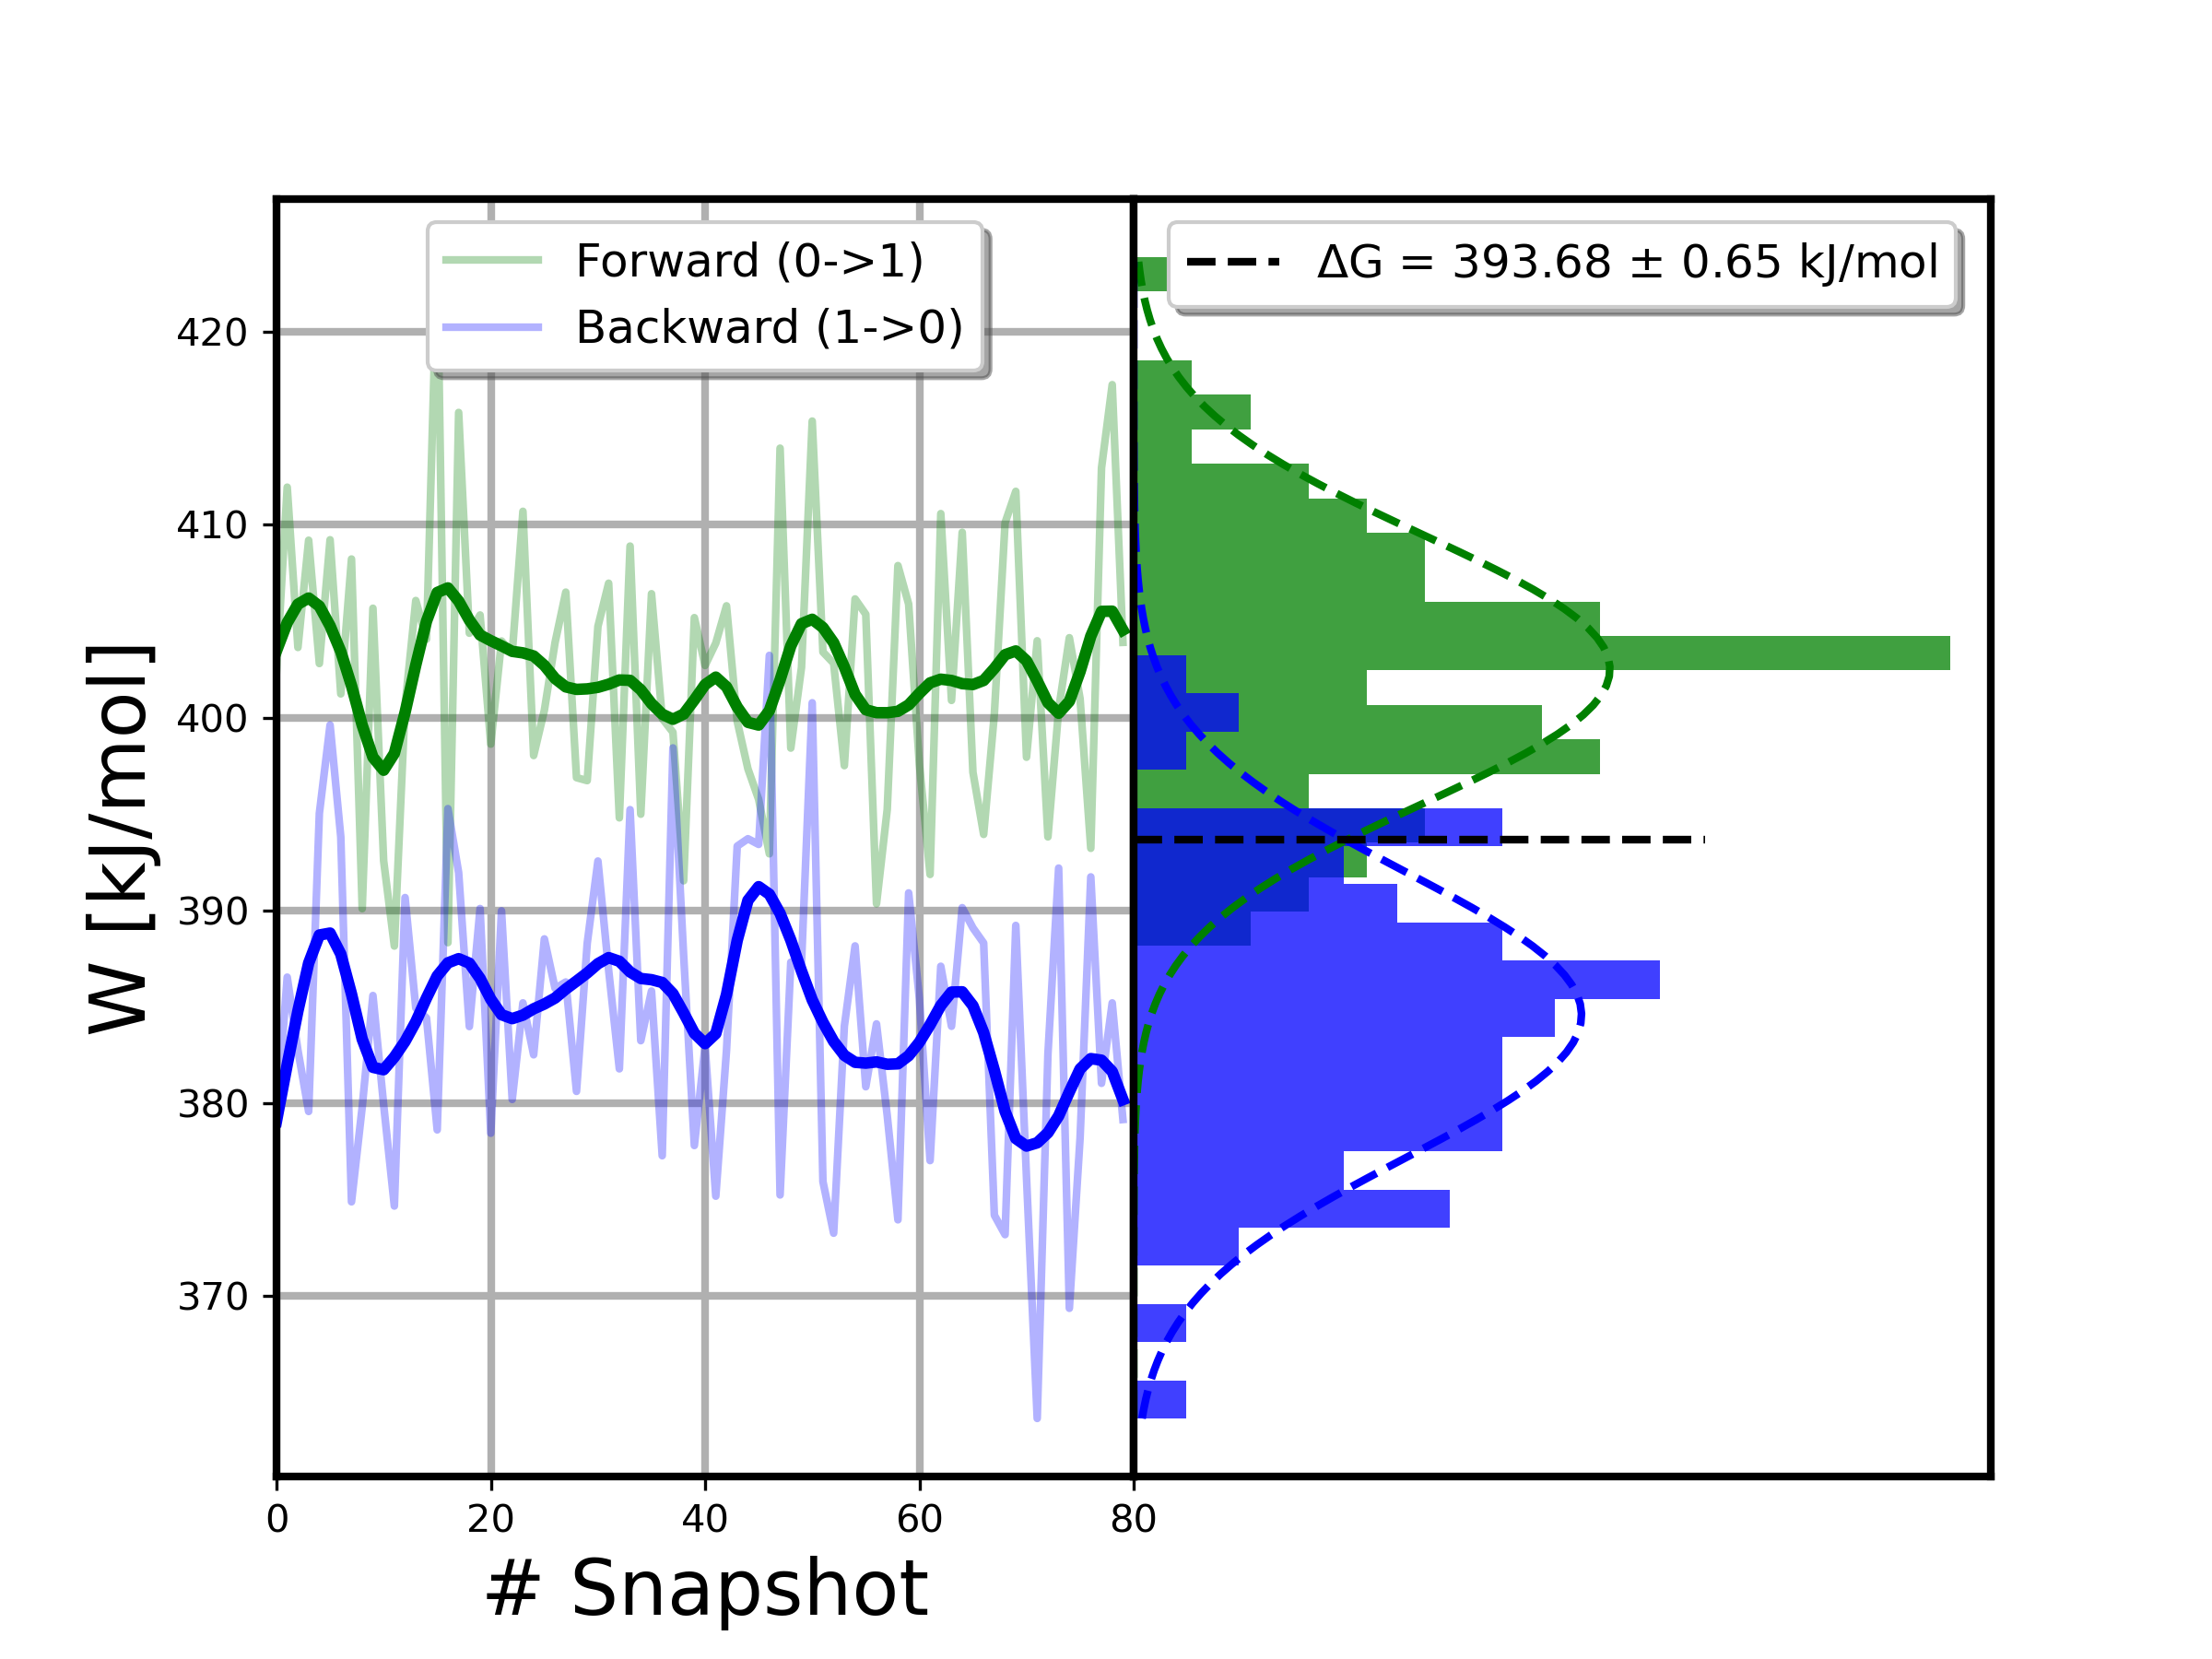 Forward (0->1)
Backward (1->0)
ΔG = 393.68 ± 0.65 kJ/mol
W [kJ/mol]
420
410
400
390
380
370
0 20 40 60 80
# Snapshot